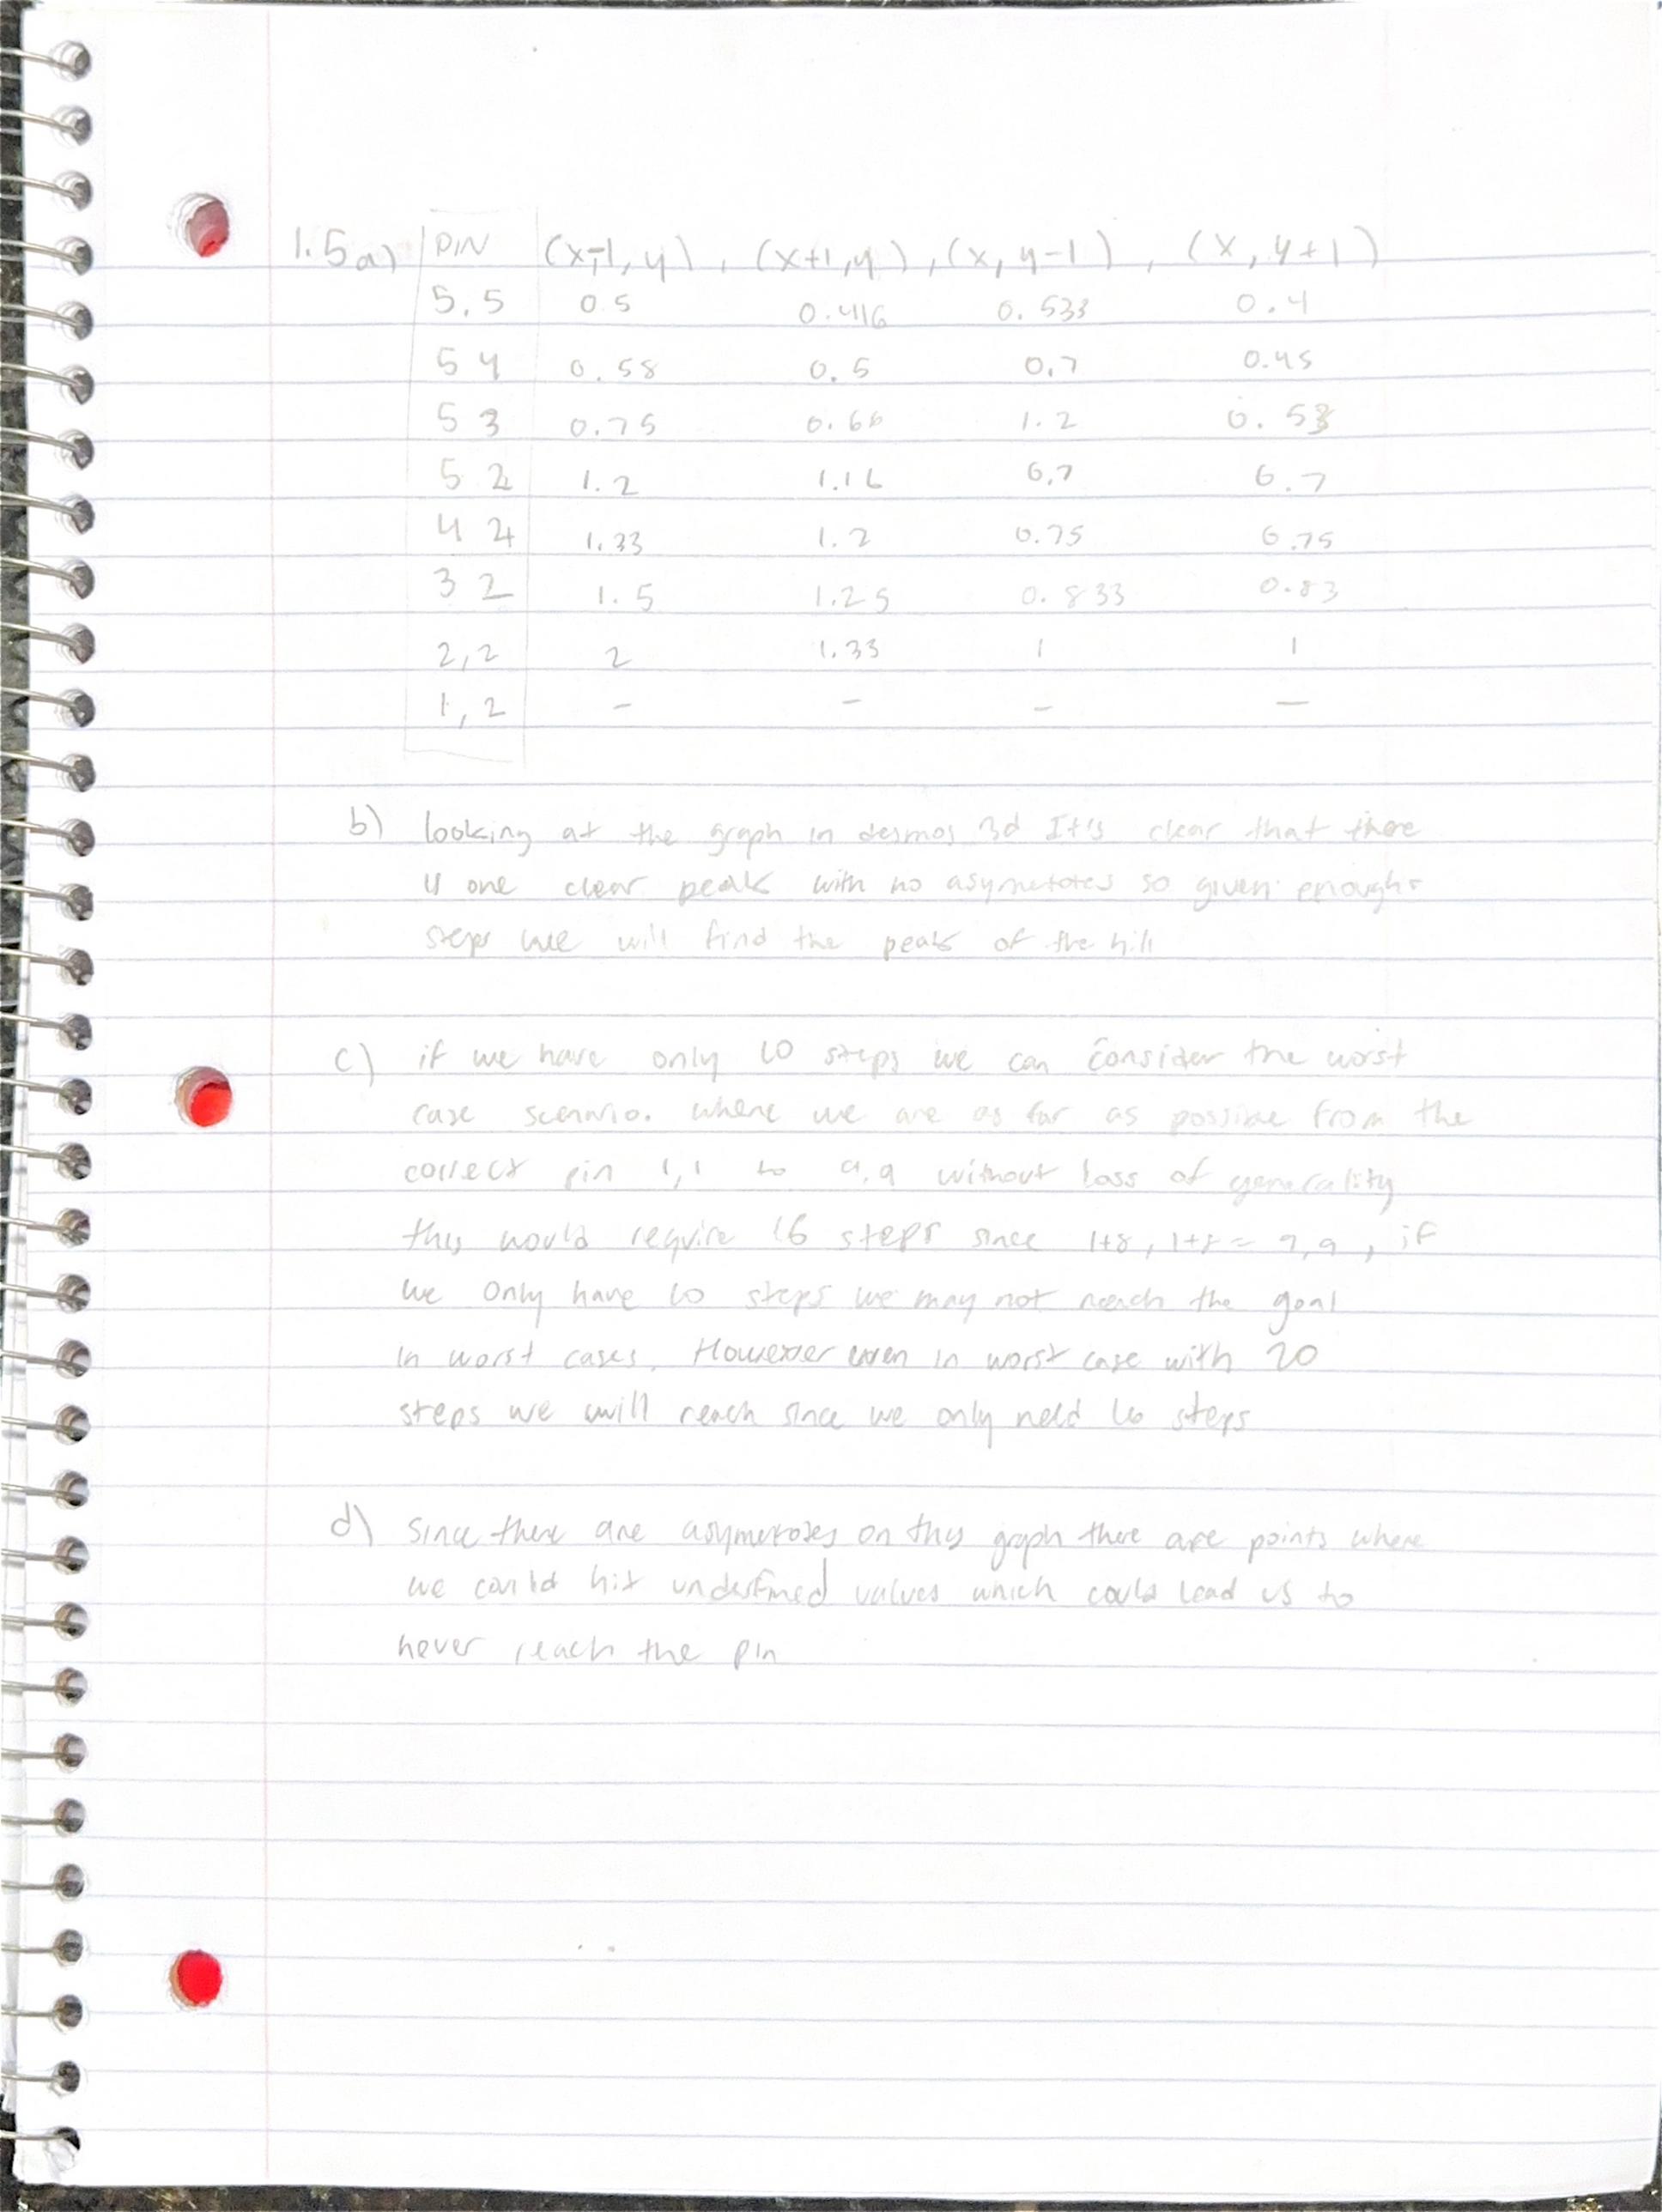 1.5a) PIN (x-1, y), (x+1, y), (x, y-1), (x, y+1)
5,5 0.5 0.416 0.533 0.4
5 4 0.58 0.5 0.7 0.45
5 3 0.75 0.66 1.2 0.53
5 2 1.2 1.16 0.7 0.7
4 2 1.33 1.2 0.75 0.75
3 2 1.5 1.25 0.833 0.83
2,2 2 1.33 1 1
1,2 - - - -
b) looking at the graph in desmos 3d It's clear that there
is one clear peak with no asymptotes so given enough
steps we will find the peak of the hill
c) if we have only 10 steps we can consider the worst
case scenario. where we are as far as possible from the
correct pin 1,1 to 9,9 without loss of generality
this would require 16 steps since 1+8, 1+8 = 9,9, if
we only have 10 steps we may not reach the goal
in worst cases. However even in worst case with 20
steps we will reach since we only need 16 steps
d) Since there are asymptotes on this graph there are points where
we could hit undefined values which could lead us to
never reach the pin